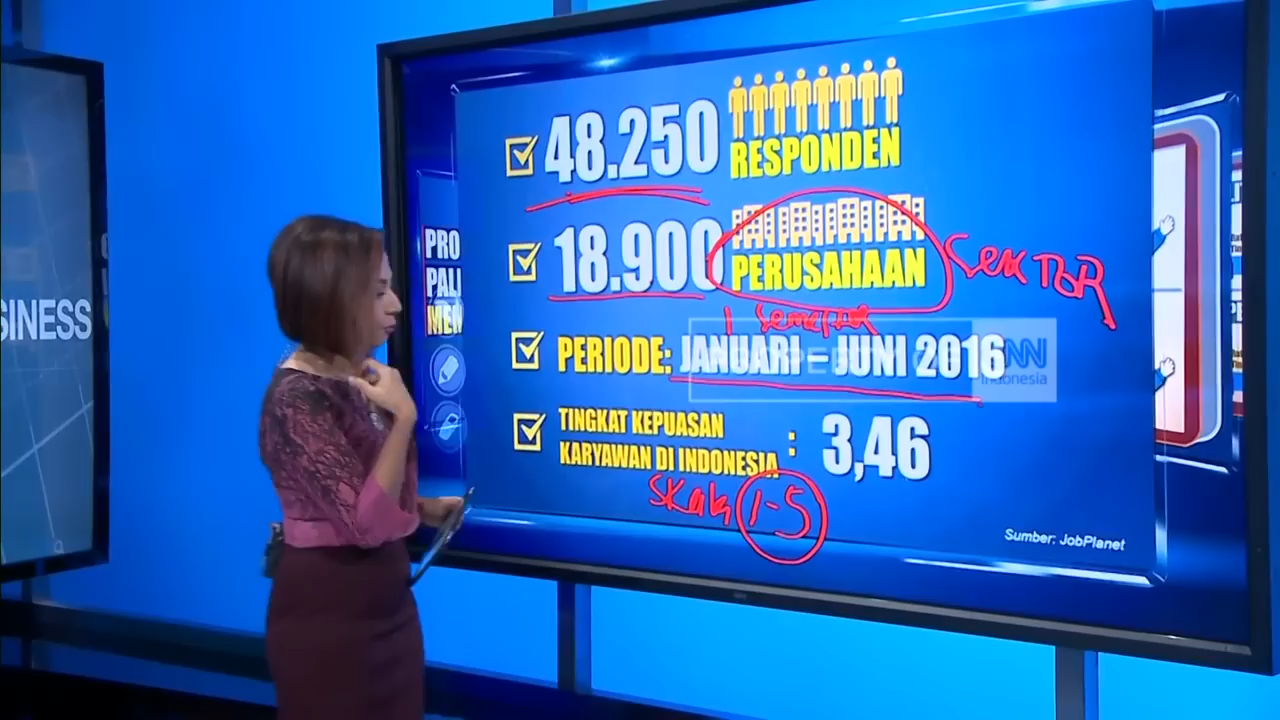 SINESS
PRO
PALI
MEN
48.250
RESPONDEN
18.900
PERUSAHAAN
SEKTOR
1 Semester
PERIODE: JANUARI – JUNI 2016
CNN
Indonesia
TINGKAT KEPUASAN
KARYAWAN DI INDONESIA : 3,46
Skala 1-5
Sumber: JobPlanet